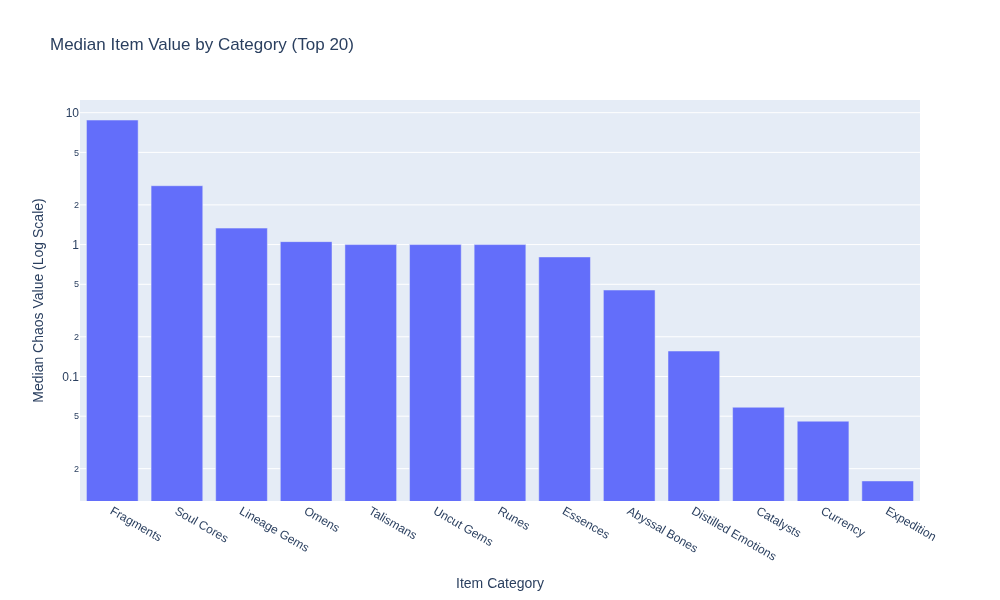 Median Item Value by Category (Top 20)
Median Chaos Value (Log Scale)
10
5
2
1
5
2
0.1
5
2
Fragments
Soul Cores
Lineage Gems
Omens
Talismans
Uncut Gems
Runes
Essences
Abyssal Bones
Distilled Emotions
Catalysts
Currency
Expedition
Item Category